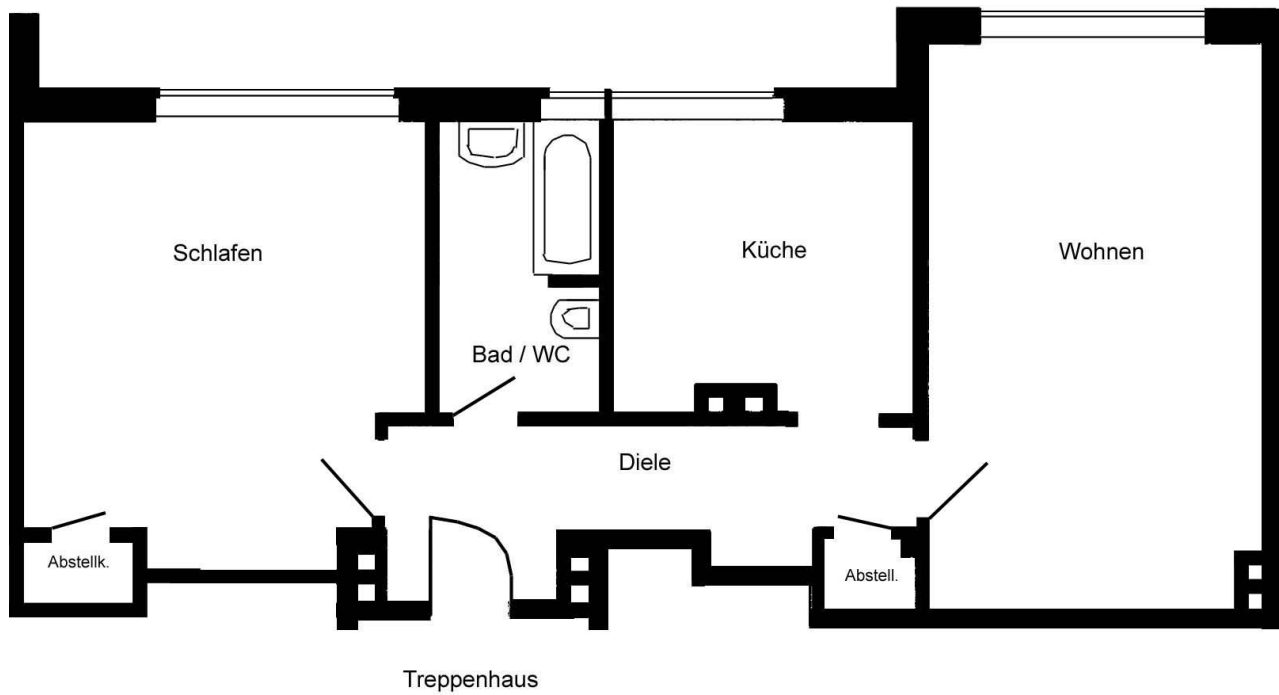 Schlafen
Küche
Wohnen
Bad / WC
Diele
Abstellk.
Abstell.
Treppenhaus